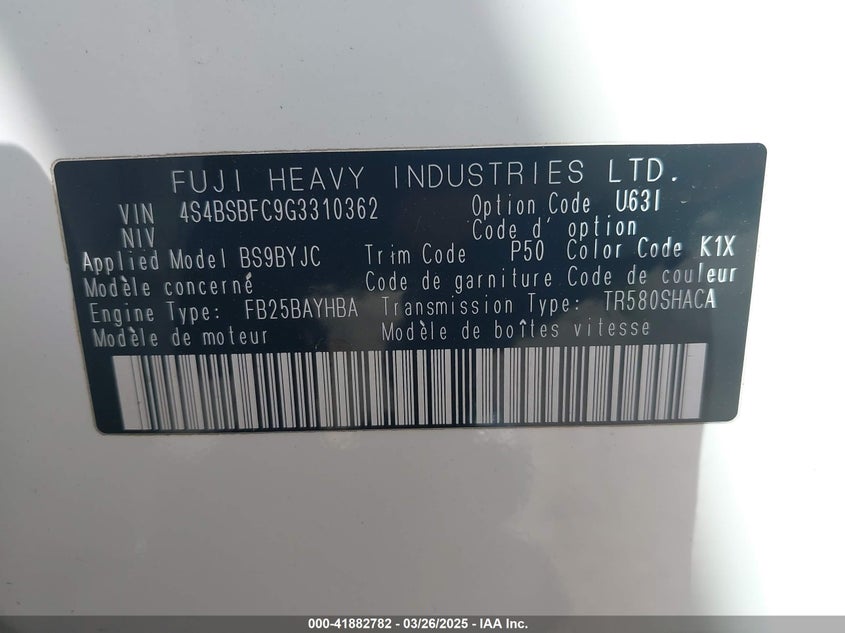 FUJI HEAVY INDUSTRIES LTD.
VIN 4S4BSBFC9G3310362 Option Code U63I
NIV Code d' option
Applied Model BS9BYJC Trim Code P50 Color Code K1X
Modèle concerné Code de garniture Code de couleur
Engine Type: FB25BAYHBA Transmission Type: TR580SHACA
Modèle de moteur Modèle de boîtes vitesse
000-41882782 / 03/26/2025 - IAA Inc.